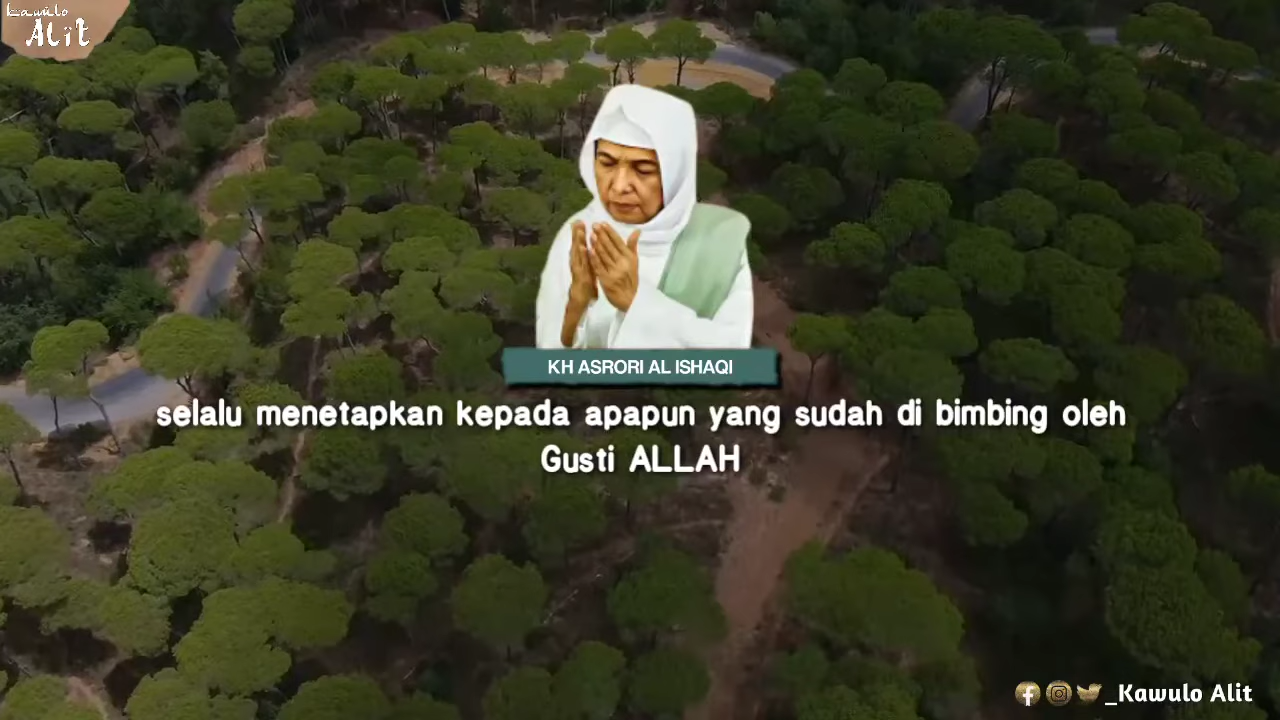 kawulo
Alit
KH ASRORI AL ISHAQI
selalu menetapkan kepada apapun yang sudah di bimbing oleh
Gusti ALLAH
_Kawulo Alit